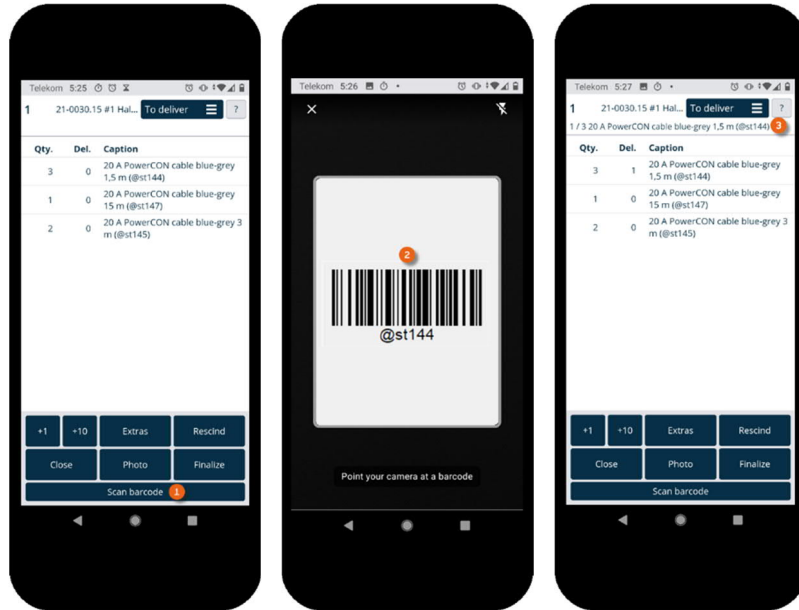 Telekom 5:25
1 21-0030.15 #1 Hal... To deliver ?
Qty. Del. Caption
3 0 20 A PowerCON cable blue-grey
1,5 m (@st144)
1 0 20 A PowerCON cable blue-grey
15 m (@st147)
2 0 20 A PowerCON cable blue-grey 3
m (@st145)
+1 +10 Extras Rescind
Close Photo Finalize
Scan barcode 1
Telekom 5:26
2
@st144
Point your camera at a barcode
Telekom 5:27
1 21-0030.15 #1 Hal... To deliver ?
1 / 3 20 A PowerCON cable blue-grey 1,5 m (@st144) 3
Qty. Del. Caption
3 1 20 A PowerCON cable blue-grey
1,5 m (@st144)
1 0 20 A PowerCON cable blue-grey
15 m (@st147)
2 0 20 A PowerCON cable blue-grey 3
m (@st145)
+1 +10 Extras Rescind
Close Photo Finalize
Scan barcode